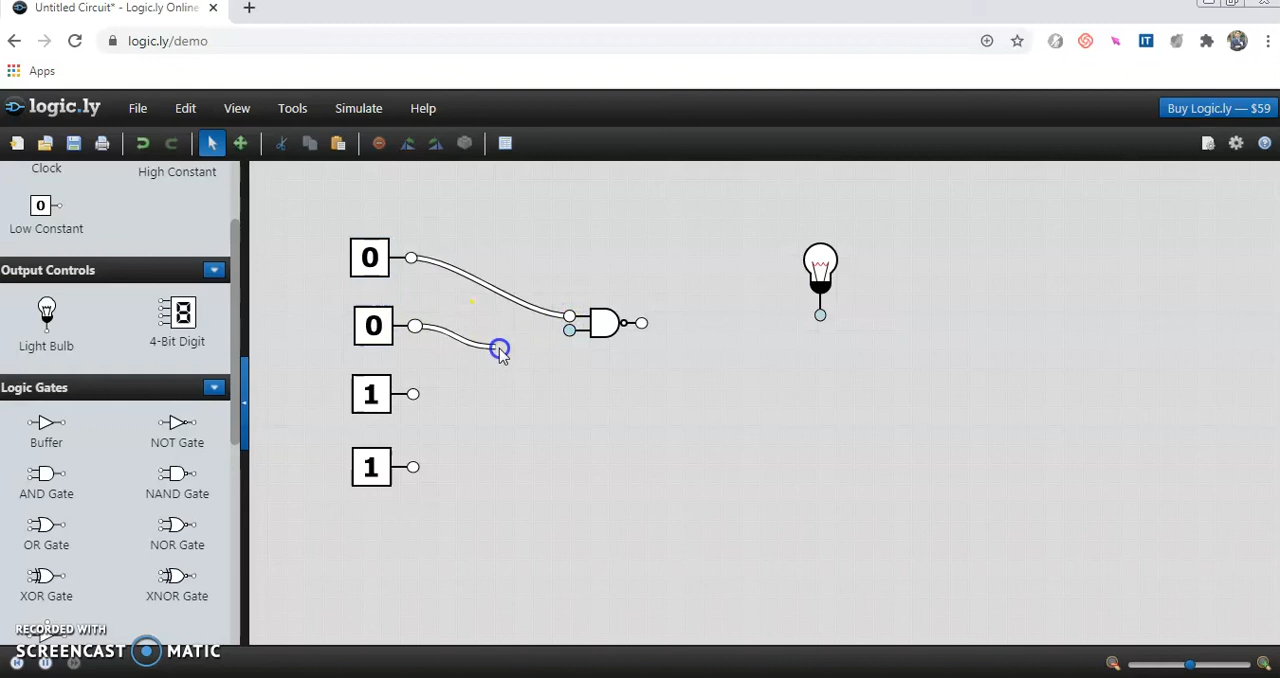 Untitled Circuit* - Logic.ly Online
logic.ly/demo
IT
Apps
logic.ly
File Edit View Tools Simulate Help
Buy Logic.ly — $59
Clock High Constant
0
Low Constant
Output Controls
8
Light Bulb 4-Bit Digit
Logic Gates
Buffer NOT Gate
AND Gate NAND Gate
OR Gate NOR Gate
XOR Gate XNOR Gate
0
0
1
1
RECORDED WITH
SCREENCAST MATIC